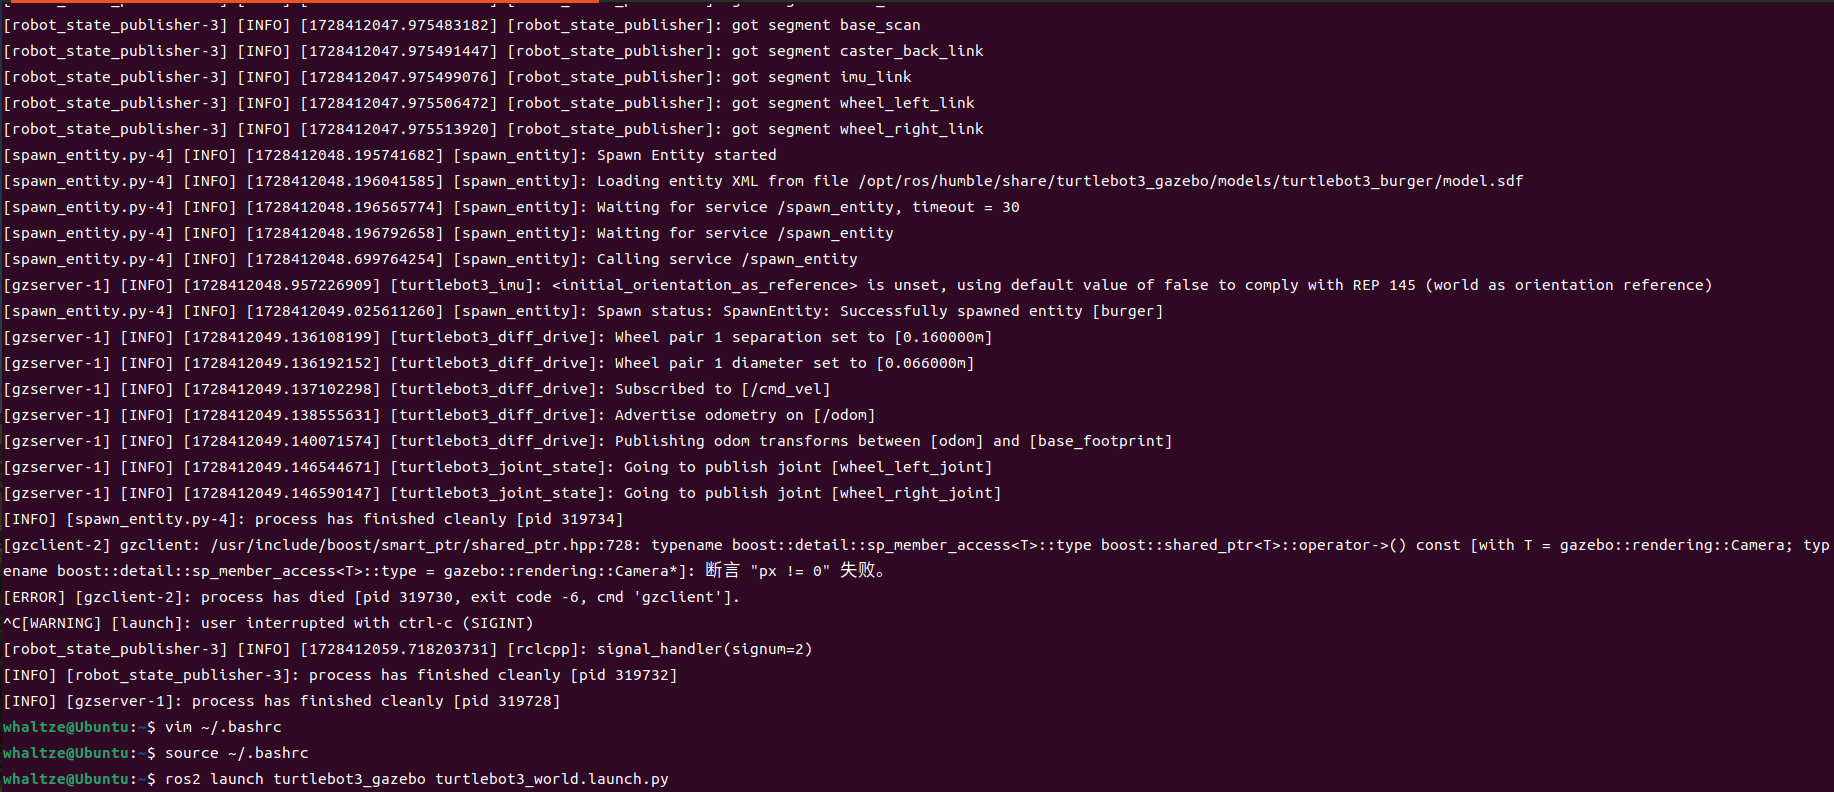 [robot_state_publisher-3] [INFO] [1728412047.975483182] [robot_state_publisher]: got segment base_scan
[robot_state_publisher-3] [INFO] [1728412047.975491447] [robot_state_publisher]: got segment caster_back_link
[robot_state_publisher-3] [INFO] [1728412047.975499076] [robot_state_publisher]: got segment imu_link
[robot_state_publisher-3] [INFO] [1728412047.975506472] [robot_state_publisher]: got segment wheel_left_link
[robot_state_publisher-3] [INFO] [1728412047.975513920] [robot_state_publisher]: got segment wheel_right_link
[spawn_entity.py-4] [INFO] [1728412048.195741682] [spawn_entity]: Spawn Entity started
[spawn_entity.py-4] [INFO] [1728412048.196041585] [spawn_entity]: Loading entity XML from file /opt/ros/humble/share/turtlebot3_gazebo/models/turtlebot3_burger/model.sdf
[spawn_entity.py-4] [INFO] [1728412048.196565774] [spawn_entity]: Waiting for service /spawn_entity, timeout = 30
[spawn_entity.py-4] [INFO] [1728412048.196792658] [spawn_entity]: Waiting for service /spawn_entity
[spawn_entity.py-4] [INFO] [1728412048.699764254] [spawn_entity]: Calling service /spawn_entity
[gzserver-1] [INFO] [1728412048.957226909] [turtlebot3_imu]: <initial_orientation_as_reference> is unset, using default value of false to comply with REP 145 (world as orientation reference)
[spawn_entity.py-4] [INFO] [1728412049.025611260] [spawn_entity]: Spawn status: SpawnEntity: Successfully spawned entity [burger]
[gzserver-1] [INFO] [1728412049.136108199] [turtlebot3_diff_drive]: Wheel pair 1 separation set to [0.160000m]
[gzserver-1] [INFO] [1728412049.136192152] [turtlebot3_diff_drive]: Wheel pair 1 diameter set to [0.066000m]
[gzserver-1] [INFO] [1728412049.137102298] [turtlebot3_diff_drive]: Subscribed to [/cmd_vel]
[gzserver-1] [INFO] [1728412049.138555631] [turtlebot3_diff_drive]: Advertise odometry on [/odom]
[gzserver-1] [INFO] [1728412049.140071574] [turtlebot3_diff_drive]: Publishing odom transforms between [odom] and [base_footprint]
[gzserver-1] [INFO] [1728412049.146544671] [turtlebot3_joint_state]: Going to publish joint [wheel_left_joint]
[gzserver-1] [INFO] [1728412049.146590147] [turtlebot3_joint_state]: Going to publish joint [wheel_right_joint]
[INFO] [spawn_entity.py-4]: process has finished cleanly [pid 319734]
[gzclient-2] gzclient: /usr/include/boost/smart_ptr/shared_ptr.hpp:728: typename boost::detail::sp_member_access<T>::type boost::shared_ptr<T>::operator->() const [with T = gazebo::rendering::Camera; typ
ename boost::detail::sp_member_access<T>::type = gazebo::rendering::Camera*]: 断言 "px != 0" 失败。
[ERROR] [gzclient-2]: process has died [pid 319730, exit code -6, cmd 'gzclient'].
^C[WARNING] [launch]: user interrupted with ctrl-c (SIGINT)
[robot_state_publisher-3] [INFO] [1728412059.718203731] [rclcpp]: signal_handler(signum=2)
[INFO] [robot_state_publisher-3]: process has finished cleanly [pid 319732]
[INFO] [gzserver-1]: process has finished cleanly [pid 319728]
whaltze@Ubuntu:~$ vim ~/.bashrc
whaltze@Ubuntu:~$ source ~/.bashrc
whaltze@Ubuntu:~$ ros2 launch turtlebot3_gazebo turtlebot3_world.launch.py